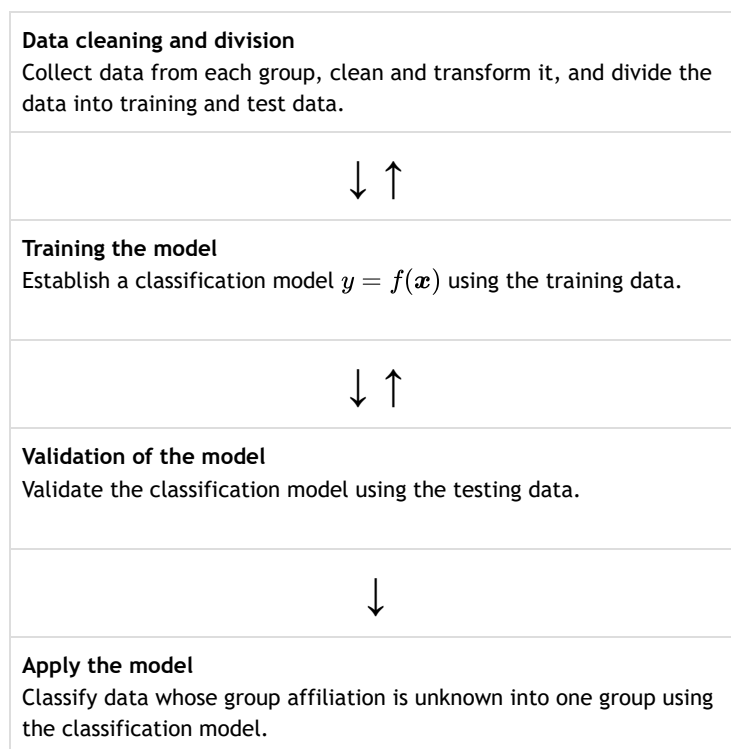 Data cleaning and division
Collect data from each group, clean and transform it, and divide the
data into training and test data.
↓ ↑
Training the model
Establish a classification model y = f(x) using the training data.
↓ ↑
Validation of the model
Validate the classification model using the testing data.
↓
Apply the model
Classify data whose group affiliation is unknown into one group using
the classification model.